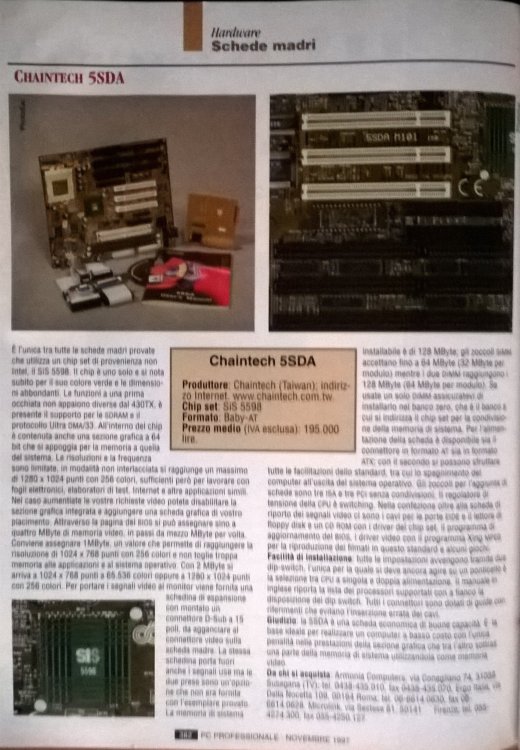 Hardware
Schede madri
CHAINTECH 5SDA
5SDA M101
CE
È l'unica tra tutte le schede madri provate
che utilizza un chip set di provenienza non
Intel, il SIS 5598. Il chip è uno solo e si nota
subito per il suo colore verde e le dimensio-
ni abbondanti. Le funzioni a una prima
occhiata non appaiono diverse dal 430TX, è
presente il supporto per le SDRAM e il
protocollo Ultra DMA/33. All'interno del chip
è contenuta anche una sezione grafica a 64
bit che si appoggia per la memoria a quella
del sistema. Le risoluzioni e la frequenza
sono limitate, in modalità non interlacciata si raggiunge un massimo
di 1280 x 1024 punti con 256 colori, sufficienti però per lavorare con
fogli elettronici, elaboratori di testi, Internet e altre applicazioni simili.
Nel caso aumentiate le vostre richieste video potete disabilitare la
sezione grafica integrata e aggiungere una scheda grafica di vostro
piacimento. Attraverso la pagina del BIOS si può assegnare sino a
quattro MByte di memoria video, in passi da mezzo MByte per volta.
Conviene assegnare 1MByte, un valore che permette di raggiungere la
risoluzione di 1024 x 768 punti con 256 colori e non toglie troppa
memoria alle applicazioni e al sistema operativo. Con 2 MByte si
arriva a 1024 x 768 punti a 65.536 colori oppure a 1280 x 1024 punti
con 256 colori. Per portare i segnali video al monitor viene fornita una
schedina di espansione
con montato un
connettore D-Sub a 15
poli, da agganciare al
connettore video sulla
scheda madre. La stessa
schedina porta fuori
anche i segnali USB ma le
due prese sono un'opzio-
ne che non era fornita
con l'esemplare provato.
La memoria di sistema
SiS
5598
Chaintech 5SDA
Produttore: Chaintech (Taiwan); indiriz-
zo Internet, www.chaintech.com.tw.
Chip set: SIS 5598
Formato: Baby-AT
Prezzo medio (IVA esclusa): 195.000
lire.
installabile è di 128 MByte; gli zoccoli SIMM
accettano fino a 64 MByte (32 MByte per
modulo) mentre i due DIMM raggiungono i
128 MByte (64 MByte per modulo). Se
usate un solo DIMM assicuratevi di
installarlo nel banco zero, che è il banco a
cui si indirizza il chip set per la condivisio-
ne della memoria di sistema. Per l'alimen-
tazione della scheda è disponibile sia il
connettore in formato AT sia in formato
ATX; con il secondo si possono sfruttare
tutte le facilitazioni dello standard, tra cui lo spegnimento del
computer all'uscita del sistema operativo. Gli zoccoli per l'aggiunta di
schede sono tre ISA e tre PCI senza condivisioni. Il regolatore di
tensione della CPU è switching. Nella confezione oltre alla scheda di
riporto dei segnali video ci sono i cavi per le porte EIDE e il lettore di
floppy disk e un CD ROM con i driver del chip set, il programma di
aggiornamento del BIOS, i driver video con il programma Xing MPEG
per la riproduzione dei filmati in questo standard e alcuni giochi.
Facilità di installazione: tutte le impostazioni avvengono tramite due
dip-switch, l'unica per la quale si deve ancora agire su un ponticello è
la selezione tra CPU a singola e doppia alimentazione. Il manuale in
inglese riporta la lista dei processori supportati con a fianco la
disposizione dei dip switch. Tutti i connettori sono dotati di guide con
riferimenti che evitano l'inserzione errata dei cavi.
Giudizio: la 5SDA è una scheda economica di buone capacità. È la
base ideale per realizzare un computer a basso costo con l'unica
penalità nelle prestazioni della sezione grafica che tra l'altro sottrae
una parte della memoria di sistema utilizzandola come memoria
video.
Da chi si acquista: Arminia Computers, via Conegliano 74, 31058
Susegana (TV); tel. 0438-435.010, fax 0438-435.070. Ergo Italia, via
Della Nocetta 109, 00164 Roma; tel. 06-6614.0630, fax 06-
6614.0628. Microlink, via Sestese 61, 50141 Firenze; tel. 055-
4224.300, fax 055-4250.127.
362 PC PROFESSIONALE - NOVEMBRE 1997